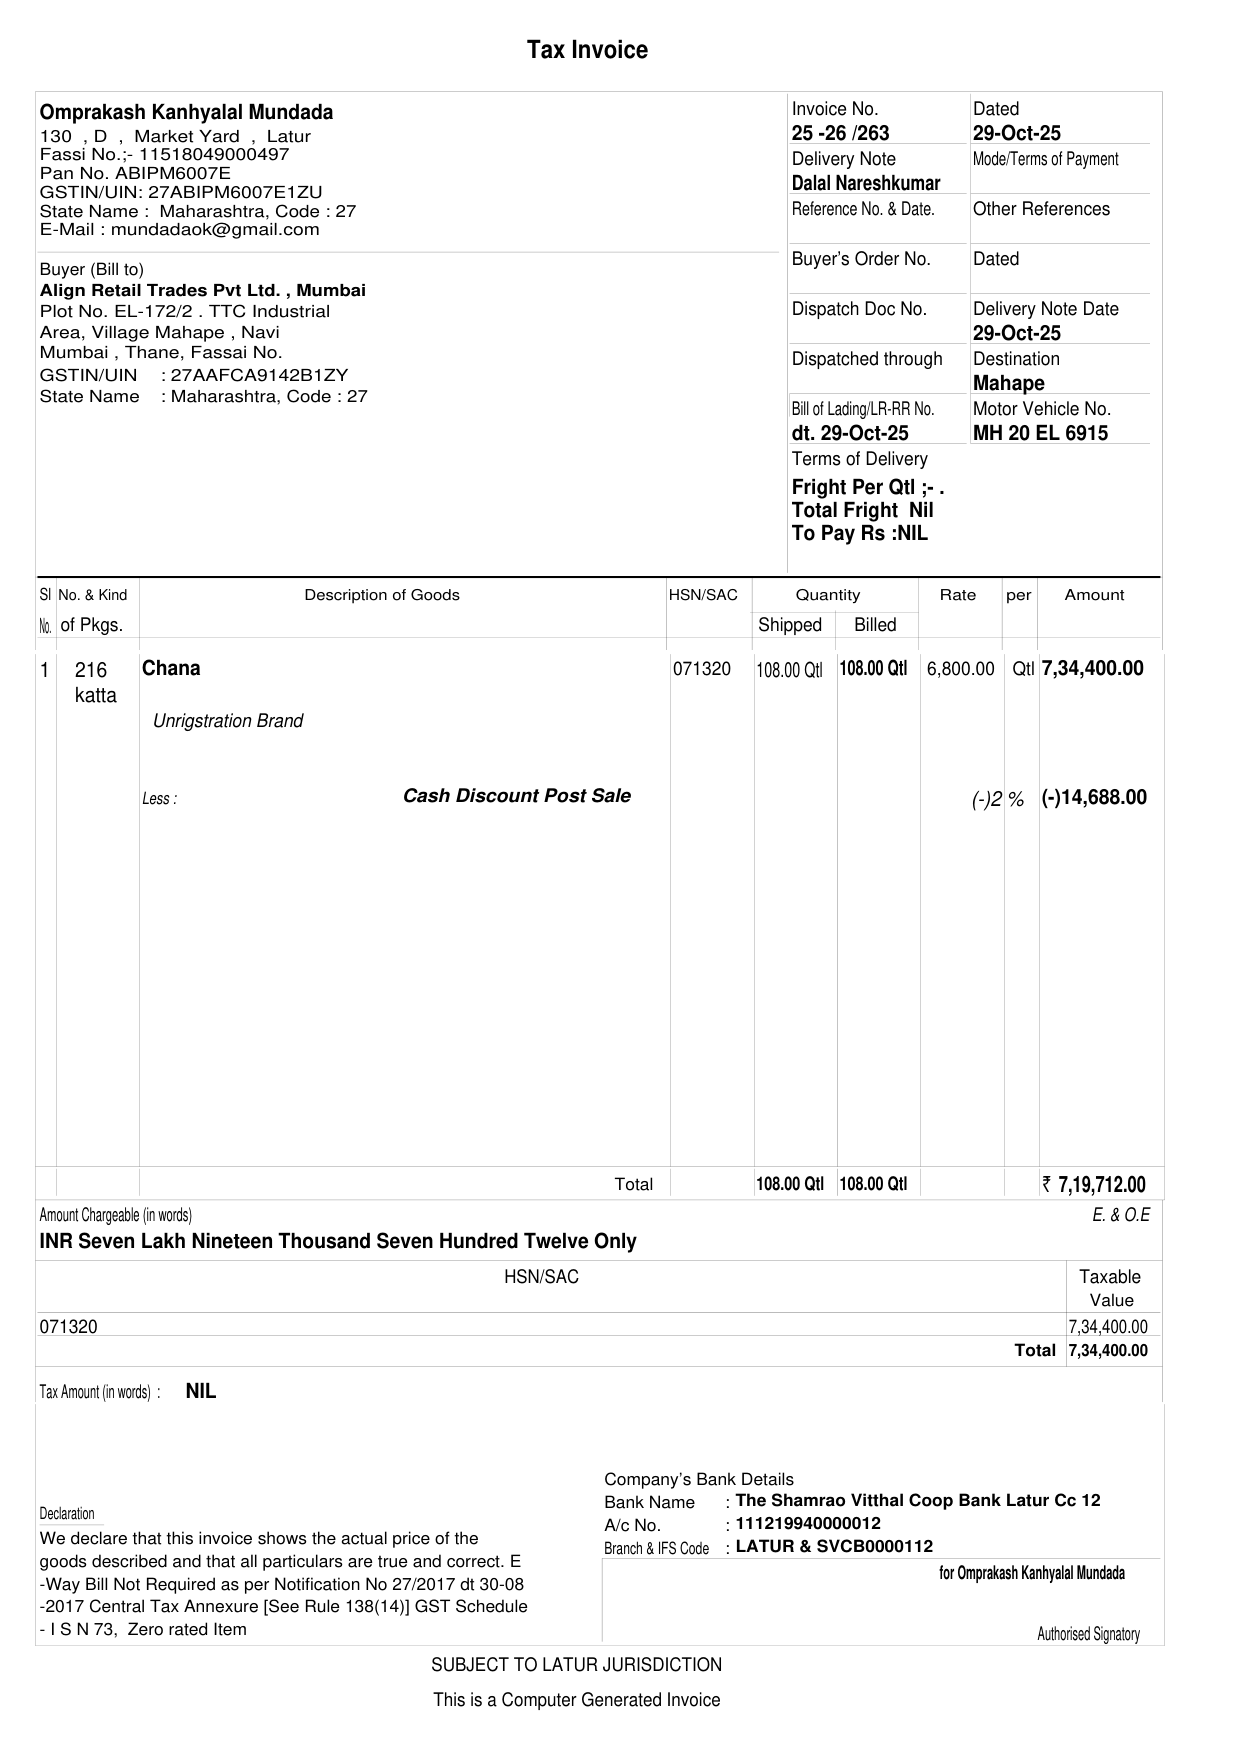 Tax Invoice
Omprakash Kanhyalal Mundada
130 , D , Market Yard , Latur
Fassi No.;- 11518049000497
Pan No. ABIPM6007E
GSTIN/UIN: 27ABIPM6007E1ZU
State Name : Maharashtra, Code : 27
E-Mail : mundadaok@gmail.com
Invoice No. Dated
25 -26 /263 29-Oct-25
Delivery Note Mode/Terms of Payment
Dalal Nareshkumar
Reference No. & Date. Other References
Buyer (Bill to)
Align Retail Trades Pvt Ltd. , Mumbai
Plot No. EL-172/2 . TTC Industrial
Area, Village Mahape , Navi
Mumbai , Thane, Fassai No.
GSTIN/UIN : 27AAFCA9142B1ZY
State Name : Maharashtra, Code : 27
Buyer's Order No. Dated
Dispatch Doc No. Delivery Note Date
29-Oct-25
Dispatched through Destination
Mahape
Bill of Lading/LR-RR No. Motor Vehicle No.
dt. 29-Oct-25 MH 20 EL 6915
Terms of Delivery
Fright Per Qtl ;- .
Total Fright Nil
To Pay Rs :NIL
Sl No. & Kind Description of Goods HSN/SAC Quantity Rate per Amount
No. of Pkgs. Shipped Billed
1 216 Chana 071320 108.00 Qtl 108.00 Qtl 6,800.00 Qtl 7,34,400.00
katta
Unrigstration Brand
Less : Cash Discount Post Sale (-)2 % (-)14,688.00
Total 108.00 Qtl 108.00 Qtl ₹ 7,19,712.00
Amount Chargeable (in words) E. & O.E
INR Seven Lakh Nineteen Thousand Seven Hundred Twelve Only
HSN/SAC Taxable
Value
071320 7,34,400.00
Total 7,34,400.00
Tax Amount (in words) : NIL
Company's Bank Details
Bank Name : The Shamrao Vitthal Coop Bank Latur Cc 12
A/c No. : 111219940000012
Branch & IFS Code : LATUR & SVCB0000112
Declaration
We declare that this invoice shows the actual price of the
goods described and that all particulars are true and correct. E
-Way Bill Not Required as per Notification No 27/2017 dt 30-08
-2017 Central Tax Annexure [See Rule 138(14)] GST Schedule
- I S N 73, Zero rated Item
for Omprakash Kanhyalal Mundada
Authorised Signatory
SUBJECT TO LATUR JURISDICTION
This is a Computer Generated Invoice